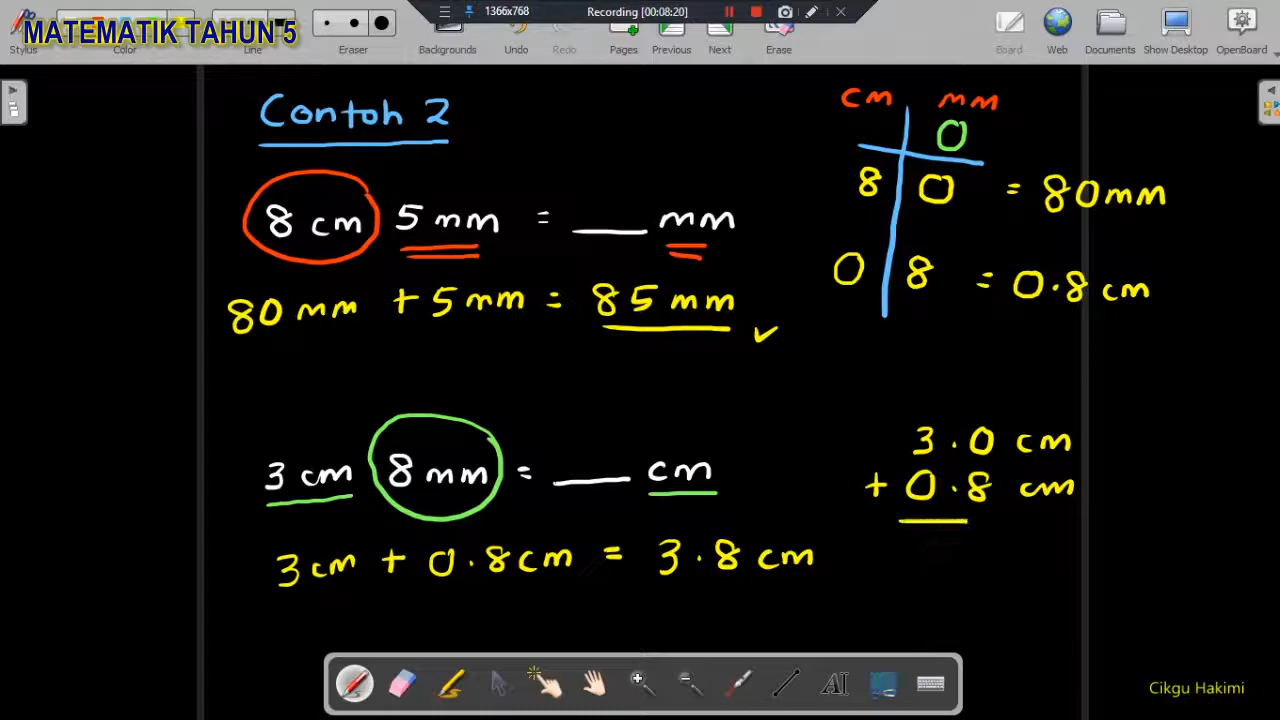 1366x768 Recording [00:08:20]
MATEMATIK TAHUN 5
Stylus Color Line Eraser Backgrounds Undo Redo Pages Previous Next Erase Board Web Documents Show Desktop OpenBoard
Contoh 2
8 cm 5 mm = ___ mm
80 mm + 5 mm = 85 mm ✓
cm mm
0
8 0 = 80 mm
0 8 = 0.8 cm
3 cm 8 mm = ___ cm
3 cm + 0.8 cm = 3.8 cm
3.0 cm
+ 0.8 cm
AI
Cikgu Hakimi